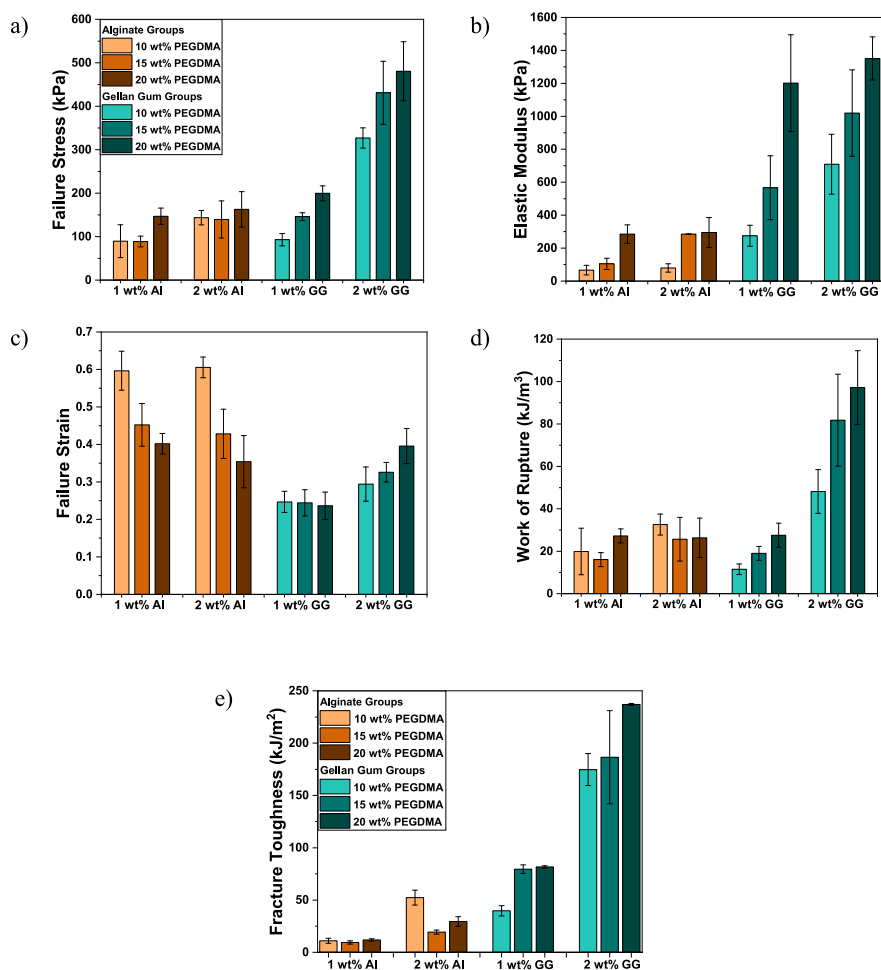 a)
Failure Stress (kPa)
600
500
400
300
200
100
0
Alginate Groups
10 wt% PEGDMA
15 wt% PEGDMA
20 wt% PEGDMA
Gellan Gum Groups
10 wt% PEGDMA
15 wt% PEGDMA
20 wt% PEGDMA
1 wt% Al 2 wt% Al 1 wt% GG 2 wt% GG
b)
Elastic Modulus (kPa)
1600
1400
1200
1000
800
600
400
200
0
1 wt% Al 2 wt% Al 1 wt% GG 2 wt% GG
c)
Failure Strain
0.7
0.6
0.5
0.4
0.3
0.2
0.1
0.0
1 wt% Al 2 wt% Al 1 wt% GG 2 wt% GG
d)
Work of Rupture (kJ/m³)
120
100
80
60
40
20
0
1 wt% Al 2 wt% Al 1 wt% GG 2 wt% GG
e)
Fracture Toughness (kJ/m²)
250
200
150
100
50
0
Alginate Groups
10 wt% PEGDMA
15 wt% PEGDMA
20 wt% PEGDMA
Gellan Gum Groups
10 wt% PEGDMA
15 wt% PEGDMA
20 wt% PEGDMA
1 wt% Al 2 wt% Al 1 wt% GG 2 wt% GG